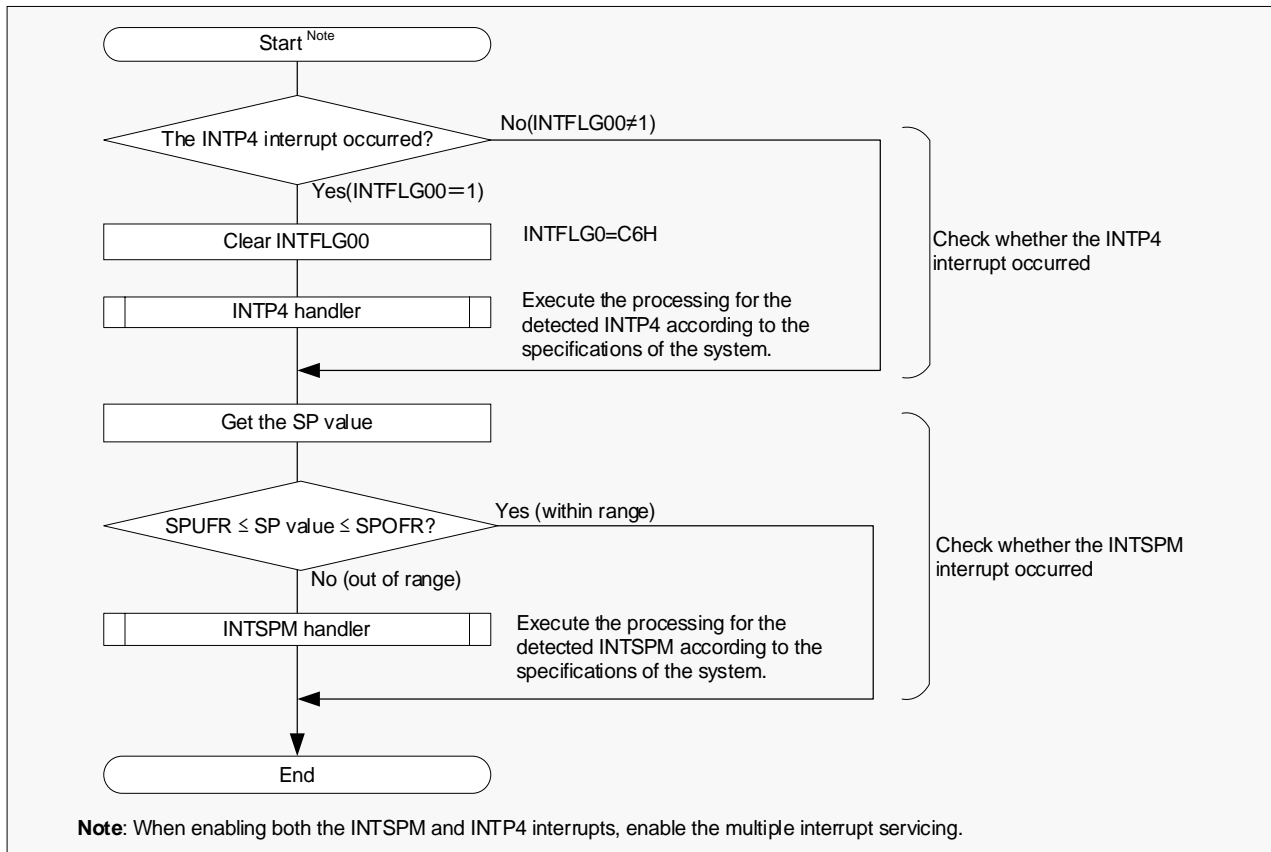 Start Note
The INTP4 interrupt occurred?
No(INTFLG00≠1)
Yes(INTFLG00＝1)
Clear INTFLG00
INTFLG0=C6H
INTP4 handler
Execute the processing for the
detected INTP4 according to the
specifications of the system.
Check whether the INTP4
interrupt occurred
Get the SP value
SPUFR ≤ SP value ≤ SPOFR?
Yes (within range)
No (out of range)
INTSPM handler
Execute the processing for the
detected INTSPM according to the
specifications of the system.
Check whether the INTSPM
interrupt occurred
End
Note: When enabling both the INTSPM and INTP4 interrupts, enable the multiple interrupt servicing.